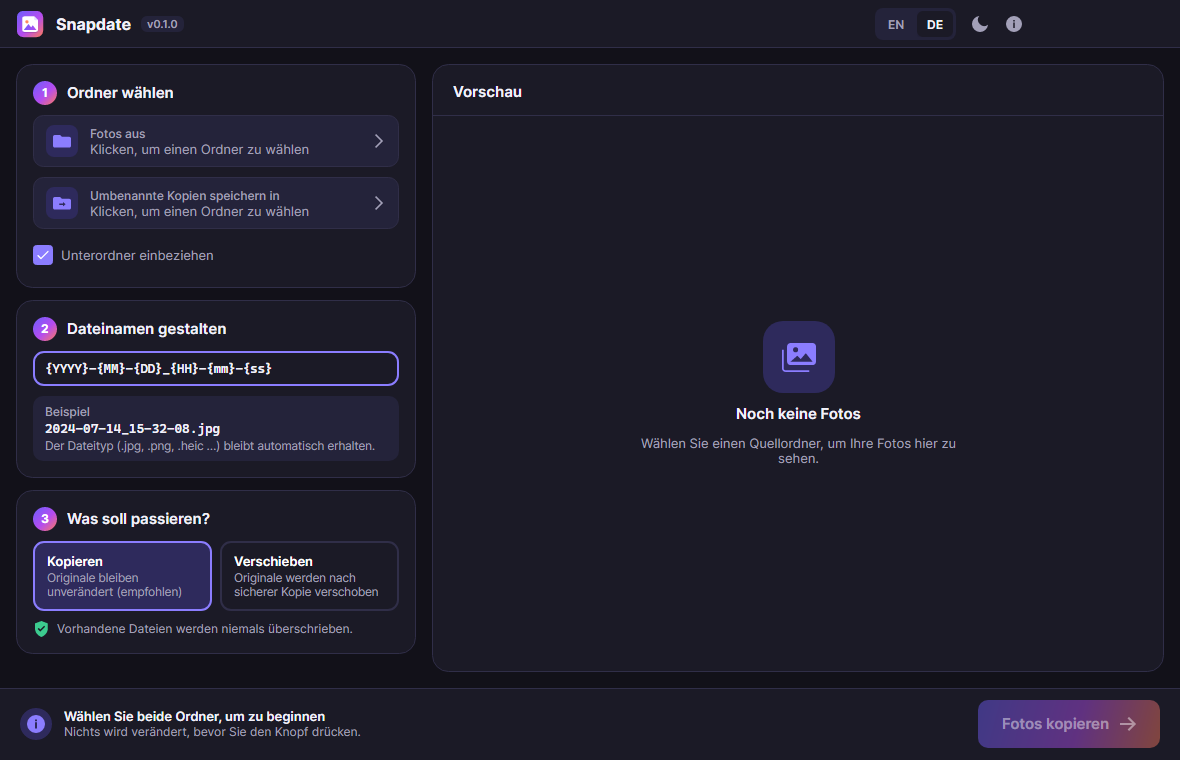 Snapdate v0.1.0
EN DE
1 Ordner wählen
Fotos aus
Klicken, um einen Ordner zu wählen
Umbenannte Kopien speichern in
Klicken, um einen Ordner zu wählen
Unterordner einbeziehen
2 Dateinamen gestalten
{YYYY}-{MM}-{DD}_{HH}-{mm}-{ss}
Beispiel
2024-07-14_15-32-08.jpg
Der Dateityp (.jpg, .png, .heic …) bleibt automatisch erhalten.
3 Was soll passieren?
Kopieren
Originale bleiben
unverändert (empfohlen)
Verschieben
Originale werden nach
sicherer Kopie verschoben
Vorhandene Dateien werden niemals überschrieben.
Vorschau
Noch keine Fotos
Wählen Sie einen Quellordner, um Ihre Fotos hier zu
sehen.
Wählen Sie beide Ordner, um zu beginnen
Nichts wird verändert, bevor Sie den Knopf drücken.
Fotos kopieren